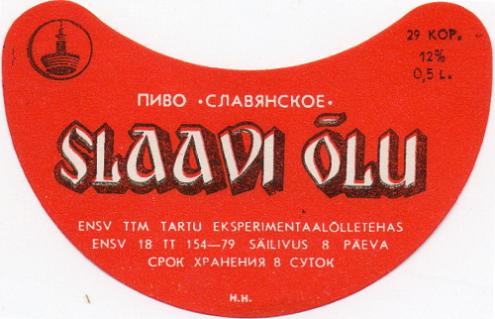 29 КОР.
12%
0,5 L.
ПИВО •СЛАВЯНСКОЕ•
SLAAVI ÕLU
ENSV TTM TARTU EKSPERIMENTAALÕLLETEHAS
ENSV 18 TT 154—79 SÄILIVUS 8 PÄEVA
СРОК ХРАНЕНИЯ 8 СУТОК
Н.Н.